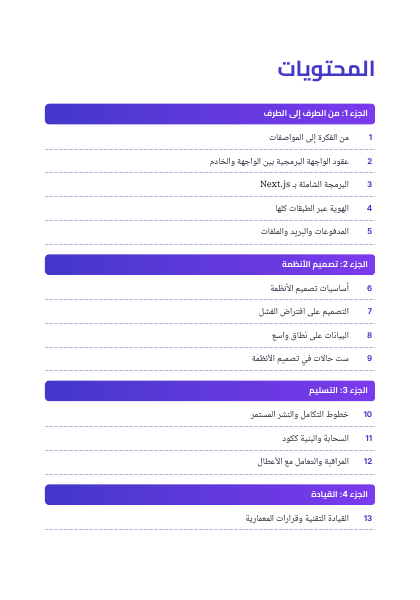 المحتويات
الجزء 1: من الطرف إلى الطرف
1 من الفكرة إلى المواصفات
2 عقود الواجهة البرمجية بين الواجهة والخادم
3 البرمجة الشاملة بـ Next.js
4 الهوية عبر الطبقات كلها
5 المدفوعات والبريد والملفات
الجزء 2: تصميم الأنظمة
6 أساسيات تصميم الأنظمة
7 التصميم على افتراض الفشل
8 البيانات على نطاق واسع
9 ست حالات في تصميم الأنظمة
الجزء 3: التسليم
10 خطوط التكامل والنشر المستمر
11 السحابة والبنية ككود
12 المراقبة والتعامل مع الأعطال
الجزء 4: القيادة
13 القيادة التقنية وقرارات المعمارية